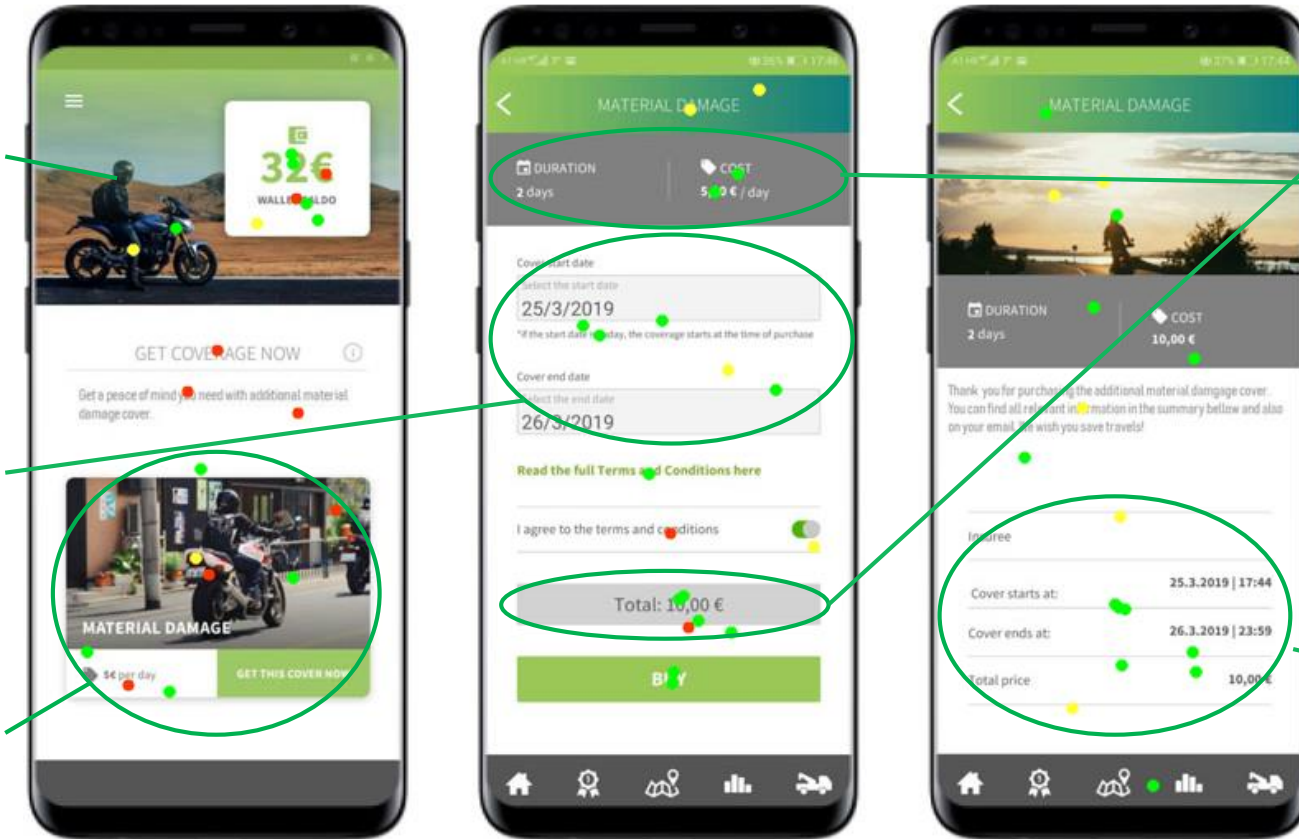 32€
GET COVERAGE NOW
Get a peace of mind you need with additional material
damage cover.
MATERIAL DAMAGE
5€ per day
GET THIS COVER NOW
17:44
MATERIAL DAMAGE
DURATION
COST
2 days
€ / day
Cover start date
Select the start date
25/3/2019
*if the start date is today, the coverage starts at the time of purchase
Cover end date
Select the end date
26/3/2019
Read the full Terms and Conditions here
I agree to the terms and conditions
Total: 10,00 €
BUY
37% 17:44
MATERIAL DAMAGE
DURATION
COST
2 days
10,00 €
Thank you for purchasing the additional material damgage cover.
You can find all relevant information in the summary bellow and also
on your email. We wish you save travels!
Insuree
Cover starts at:
25.3.2019 | 17:44
Cover ends at:
26.3.2019 | 23:59
Total price
10,00 €